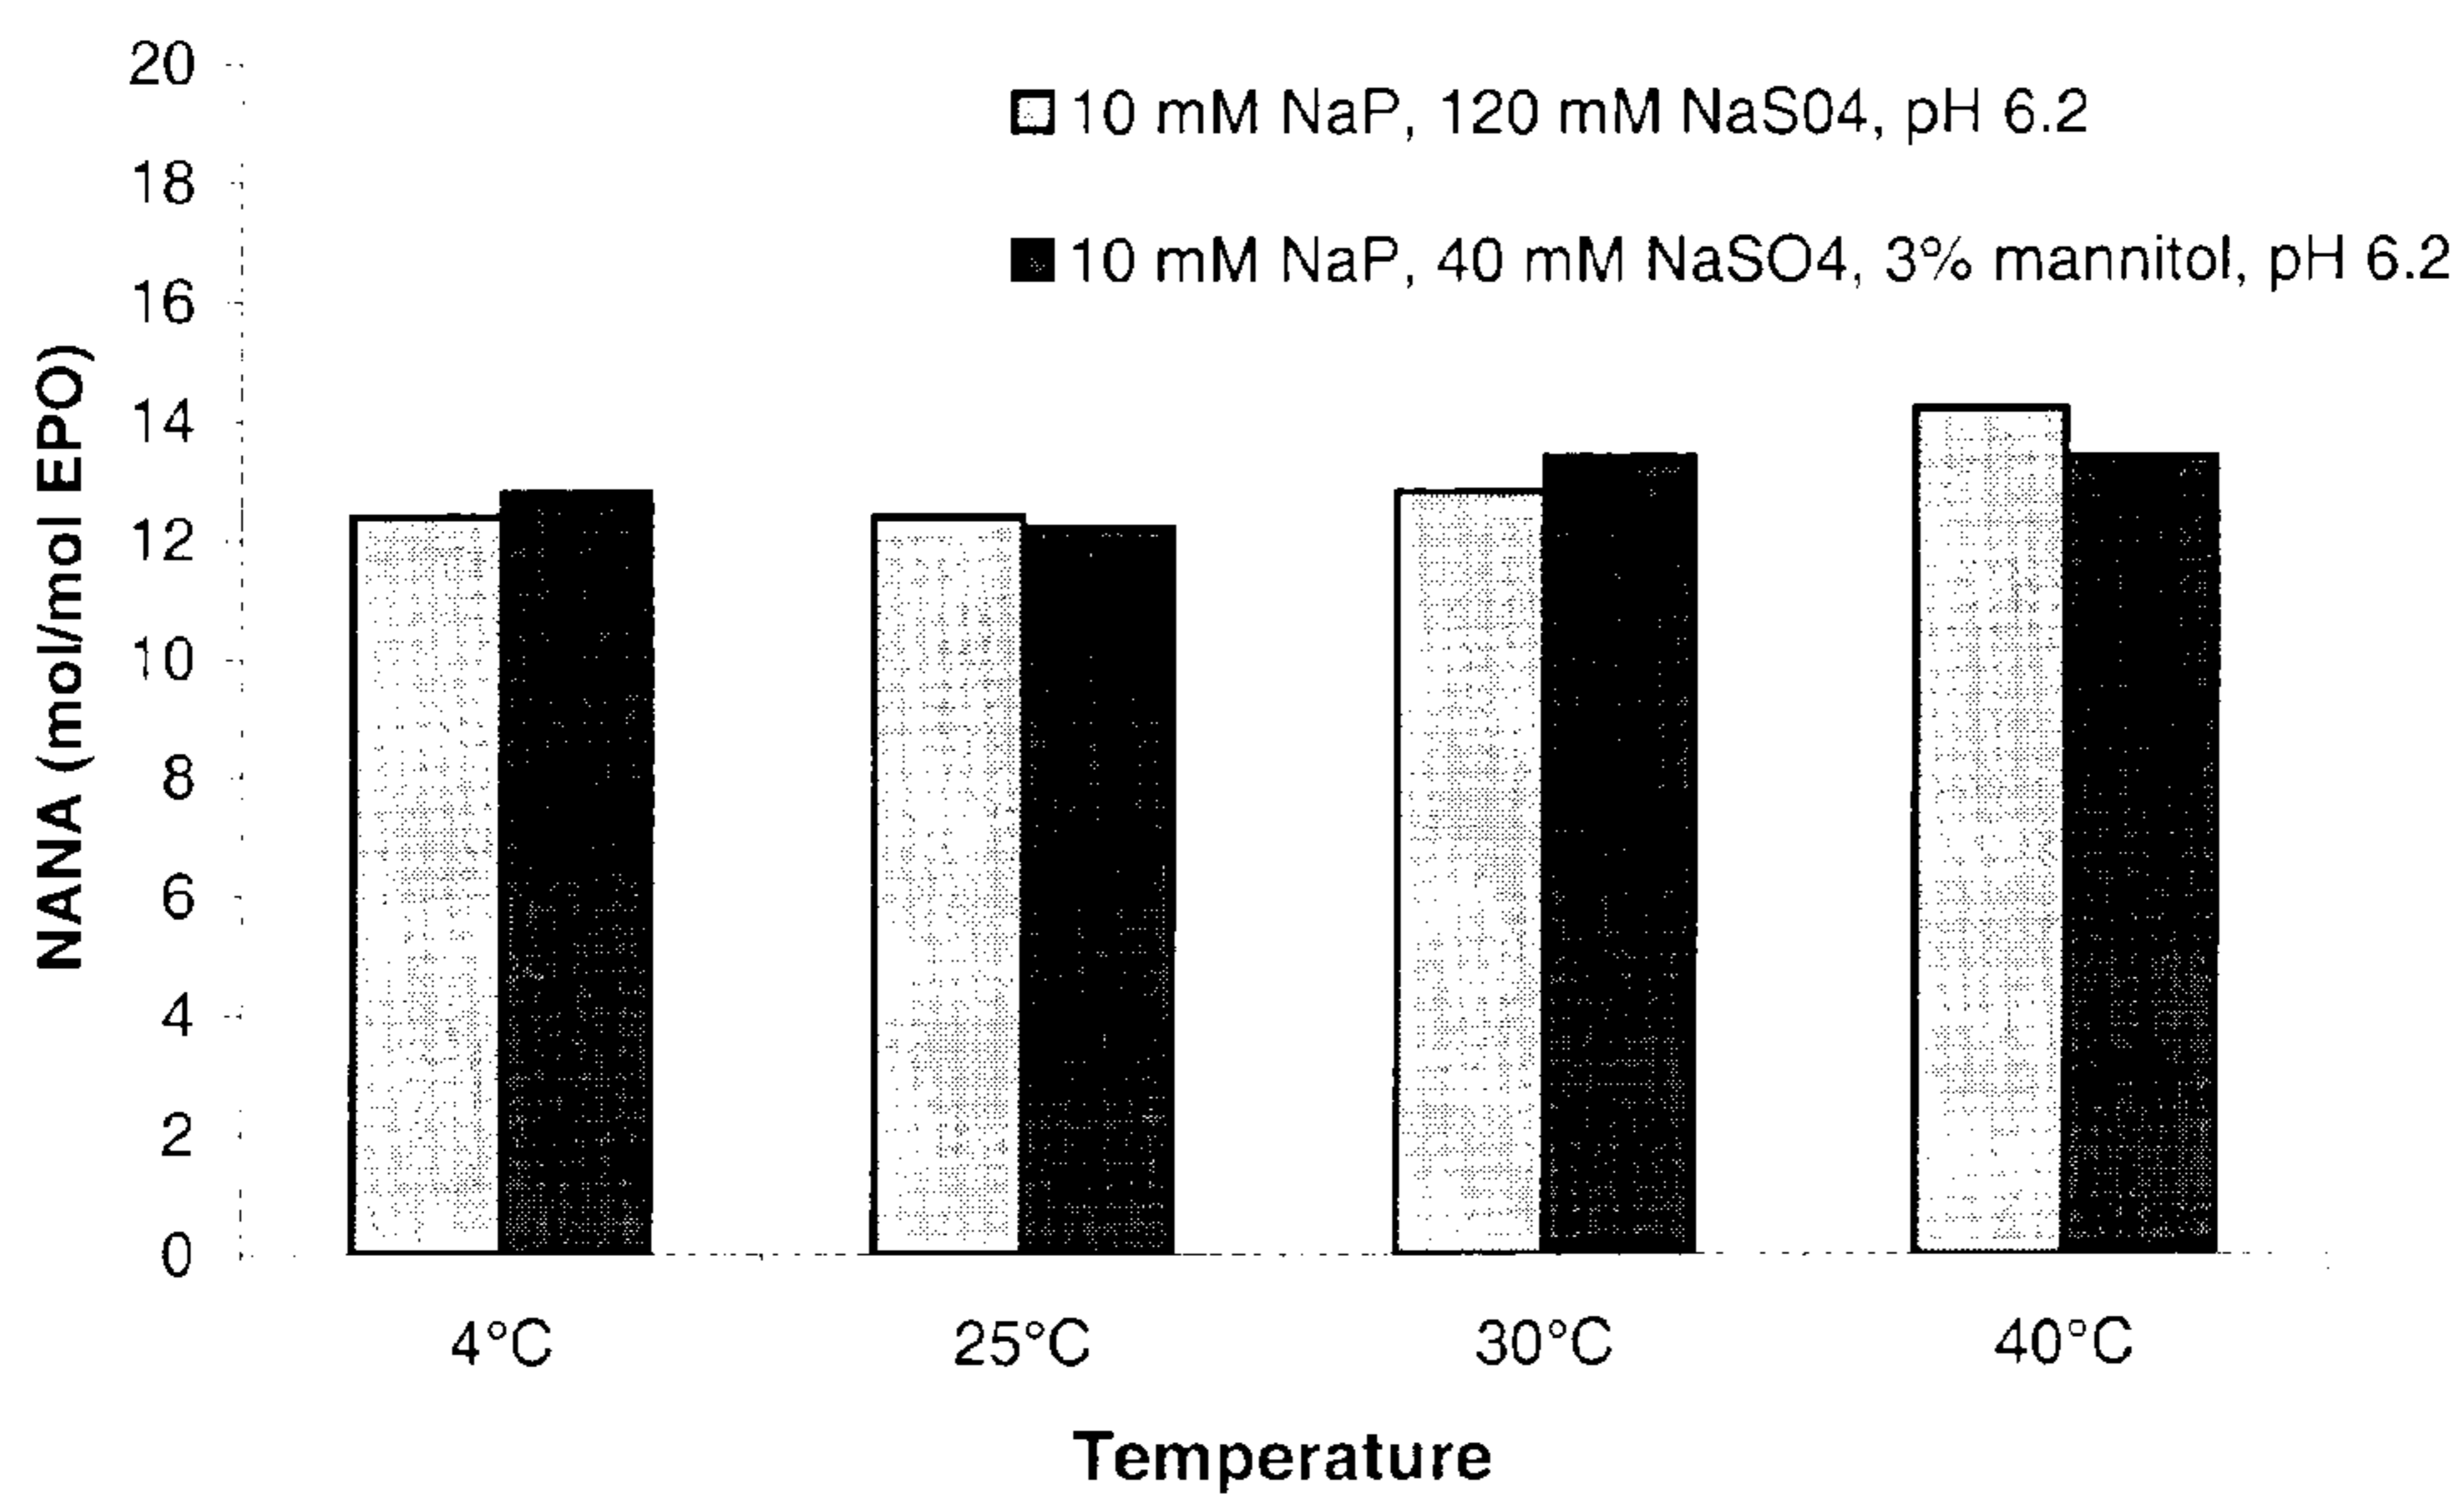 20
18
16
14
12
10
8
6
4
2
0
NANA (mol/mol EPO)
10 mM NaP, 120 mM NaS04, pH 6.2
10 mM NaP, 40 mM NaSO4, 3% mannitol, pH 6.2
4°C
25°C
30°C
40°C
Temperature